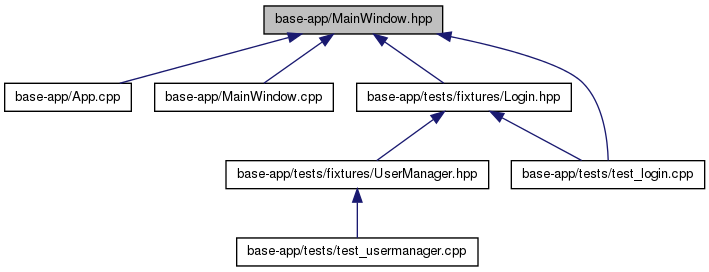 base-app/MainWindow.hpp
base-app/App.cpp
base-app/MainWindow.cpp
base-app/tests/fixtures/Login.hpp
base-app/tests/fixtures/UserManager.hpp
base-app/tests/test_login.cpp
base-app/tests/test_usermanager.cpp